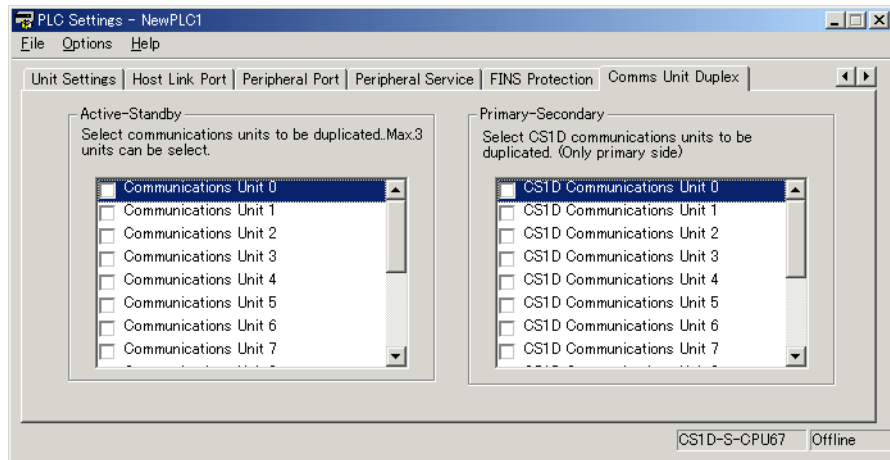 PLC Settings - NewPLC1
File Options Help
Unit Settings Host Link Port Peripheral Port Peripheral Service FINS Protection Comms Unit Duplex
Active-Standby
Select communications units to be duplicated..Max.3
units can be select.
Communications Unit 0
Communications Unit 1
Communications Unit 2
Communications Unit 3
Communications Unit 4
Communications Unit 5
Communications Unit 6
Communications Unit 7
Primary-Secondary
Select CS1D communications units to be
duplicated. (Only primary side)
CS1D Communications Unit 0
CS1D Communications Unit 1
CS1D Communications Unit 2
CS1D Communications Unit 3
CS1D Communications Unit 4
CS1D Communications Unit 5
CS1D Communications Unit 6
CS1D Communications Unit 7
CS1D-S-CPU67 Offline